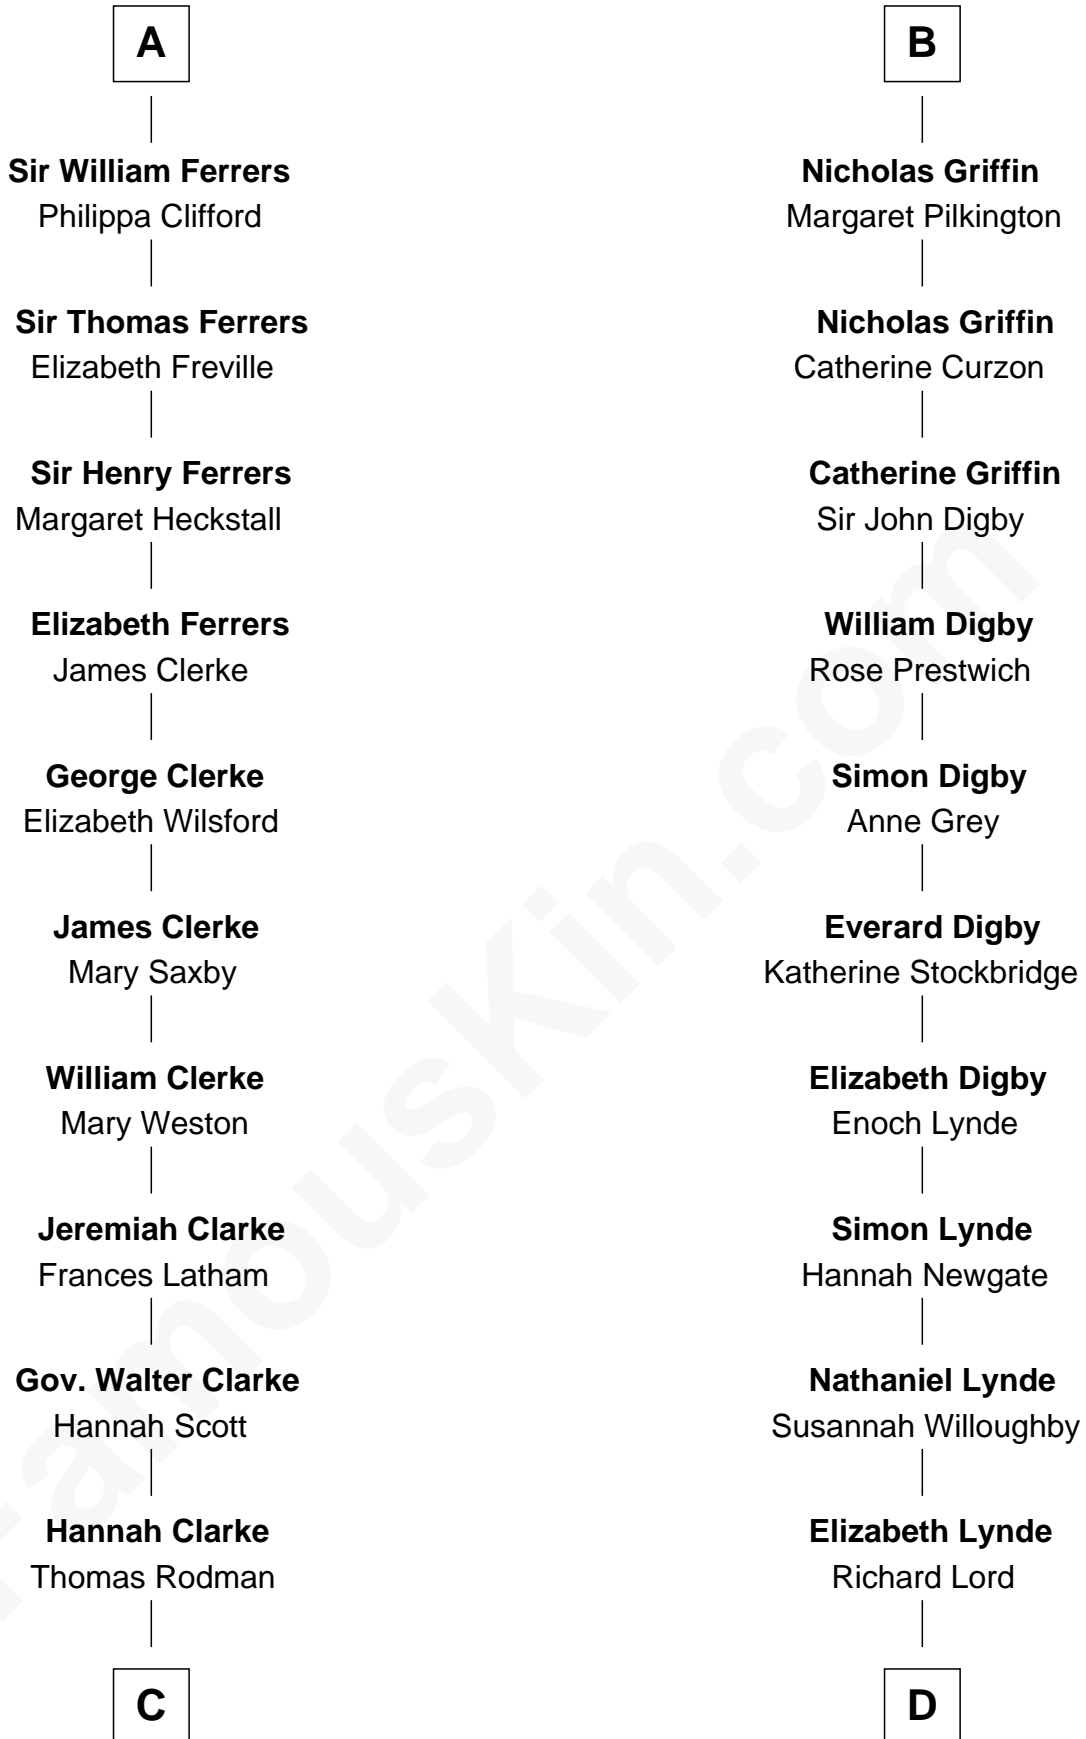 A
Sir William Ferrers
Philippa Clifford
Sir Thomas Ferrers
Elizabeth Freville
Sir Henry Ferrers
Margaret Heckstall
Elizabeth Ferrers
James Clerke
George Clerke
Elizabeth Wilsford
James Clerke
Mary Saxby
William Clerke
Mary Weston
Jeremiah Clarke
Frances Latham
Gov. Walter Clarke
Hannah Scott
Hannah Clarke
Thomas Rodman
C
B
Nicholas Griffin
Margaret Pilkington
Nicholas Griffin
Catherine Curzon
Catherine Griffin
Sir John Digby
William Digby
Rose Prestwich
Simon Digby
Anne Grey
Everard Digby
Katherine Stockbridge
Elizabeth Digby
Enoch Lynde
Simon Lynde
Hannah Newgate
Nathaniel Lynde
Susannah Willoughby
Elizabeth Lynde
Richard Lord
D
FamousKin.com